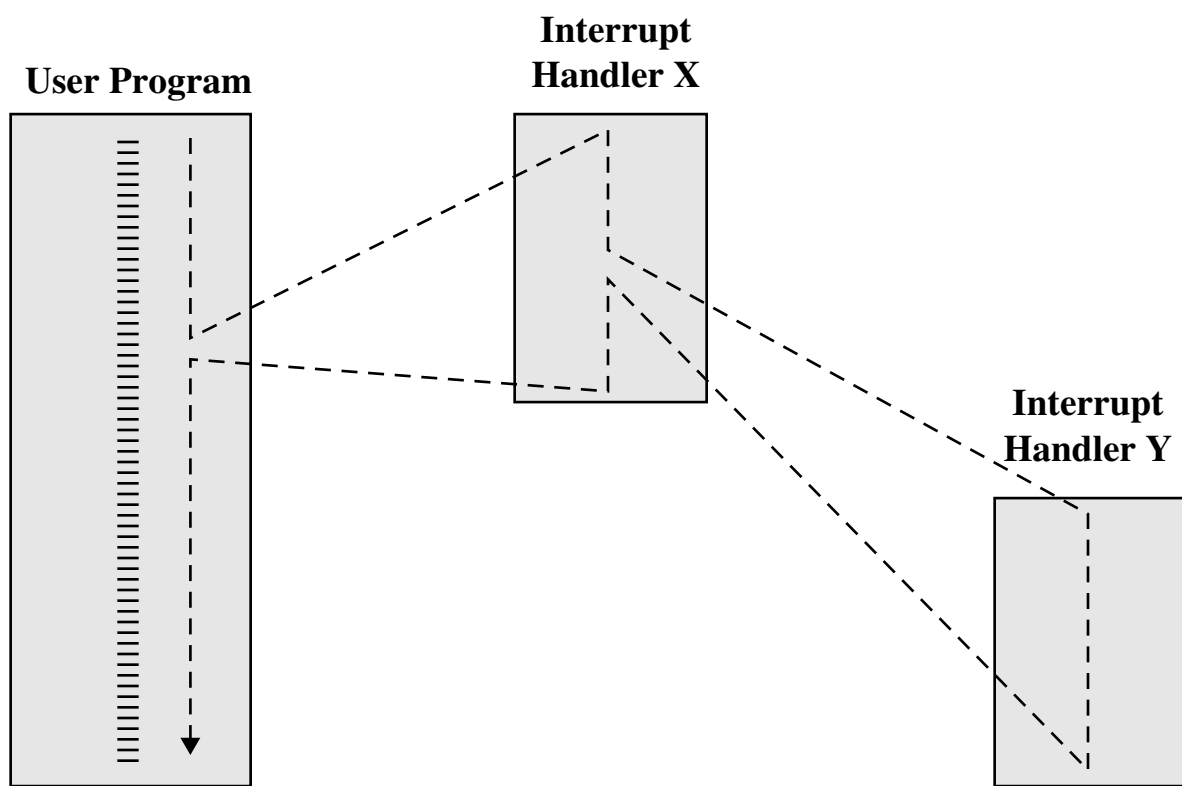 User Program
Interrupt
Handler X
Interrupt
Handler Y